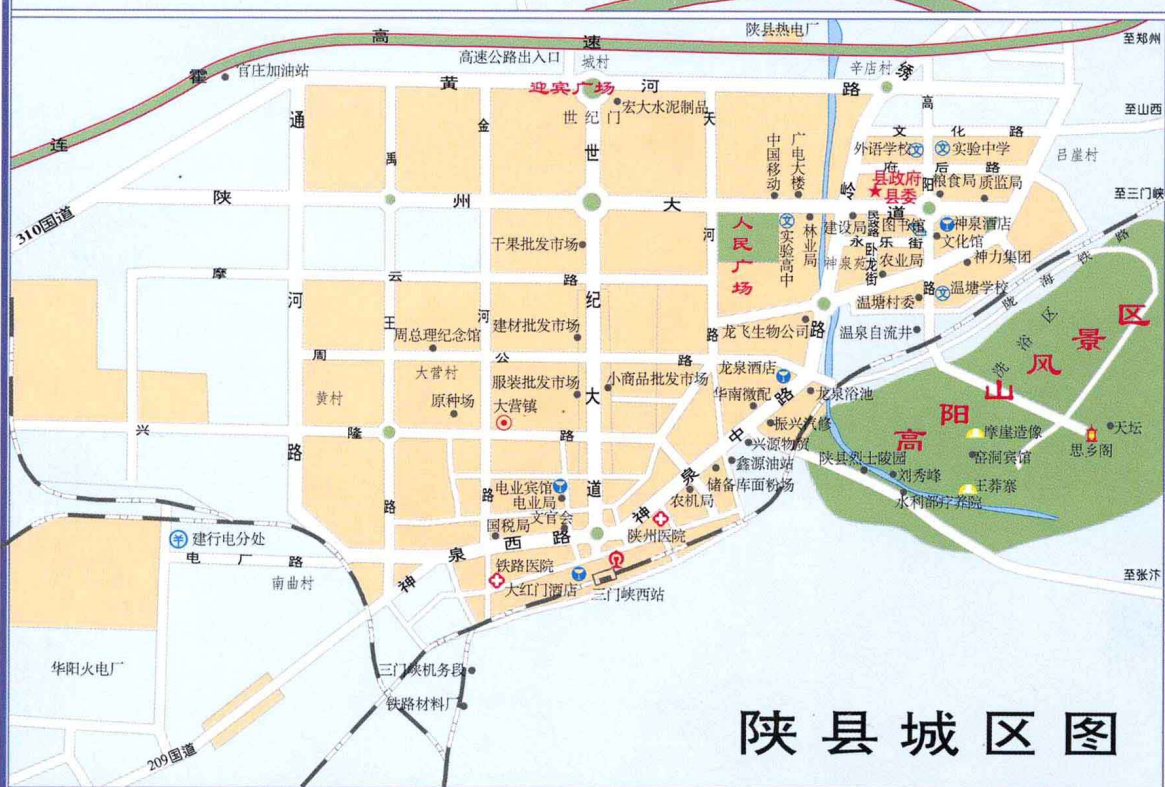 连霍高速
陕县热电厂
至郑州
高速公路出入口
城村
官庄加油站
辛店村
黄河路
迎宾广场
宏大水泥制品
世纪门
至山西
文化路
外语学校
实验中学
吕崖村
府后路
中国移动
广电大楼
县政府
县委
粮食局
质监局
至三门峡
310国道
陕州大道
人民广场
实验高中
林业局
建设局
图书馆
神泉酒店
文化馆
民路
永乐街
卧龙街
神泉苑
农业局
神力集团
干果批发市场
摩云路
温塘村委
温塘学校
陇海铁路
通河路
禹王路
金河路
世纪大道
天河路
绣岭路
高阳路
建材批发市场
周总理纪念馆
龙飞生物公司
温泉自流井
洗浴区
周公路
大营村
服装批发市场
小商品批发市场
龙泉酒店
黄村
原种场
大营镇
华南微配
龙泉浴池
高阳山风景区
兴隆路
振兴汽修
兴源物贸
摩崖造像
天坛
思乡阁
鑫源油站
陕县烈士陵园
窑洞宾馆
刘秀峰
储备库面粉场
王莽寨
水利部疗养院
电业宾馆
电业局
农机局
文官会
国税局
神泉中路
神泉西路
陕州医院
建行电分处
电厂路
铁路医院
南曲村
大红门酒店
三门峡西站
至张汴
华阳火电厂
三门峡机务段
铁路材料厂
209国道
陕县城区图